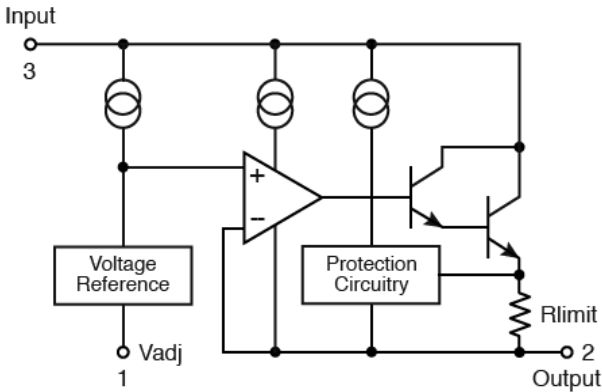 Input
3
+
--
Voltage
Reference
Protection
Circuitry
Rlimit
Vadj
1
2
Output